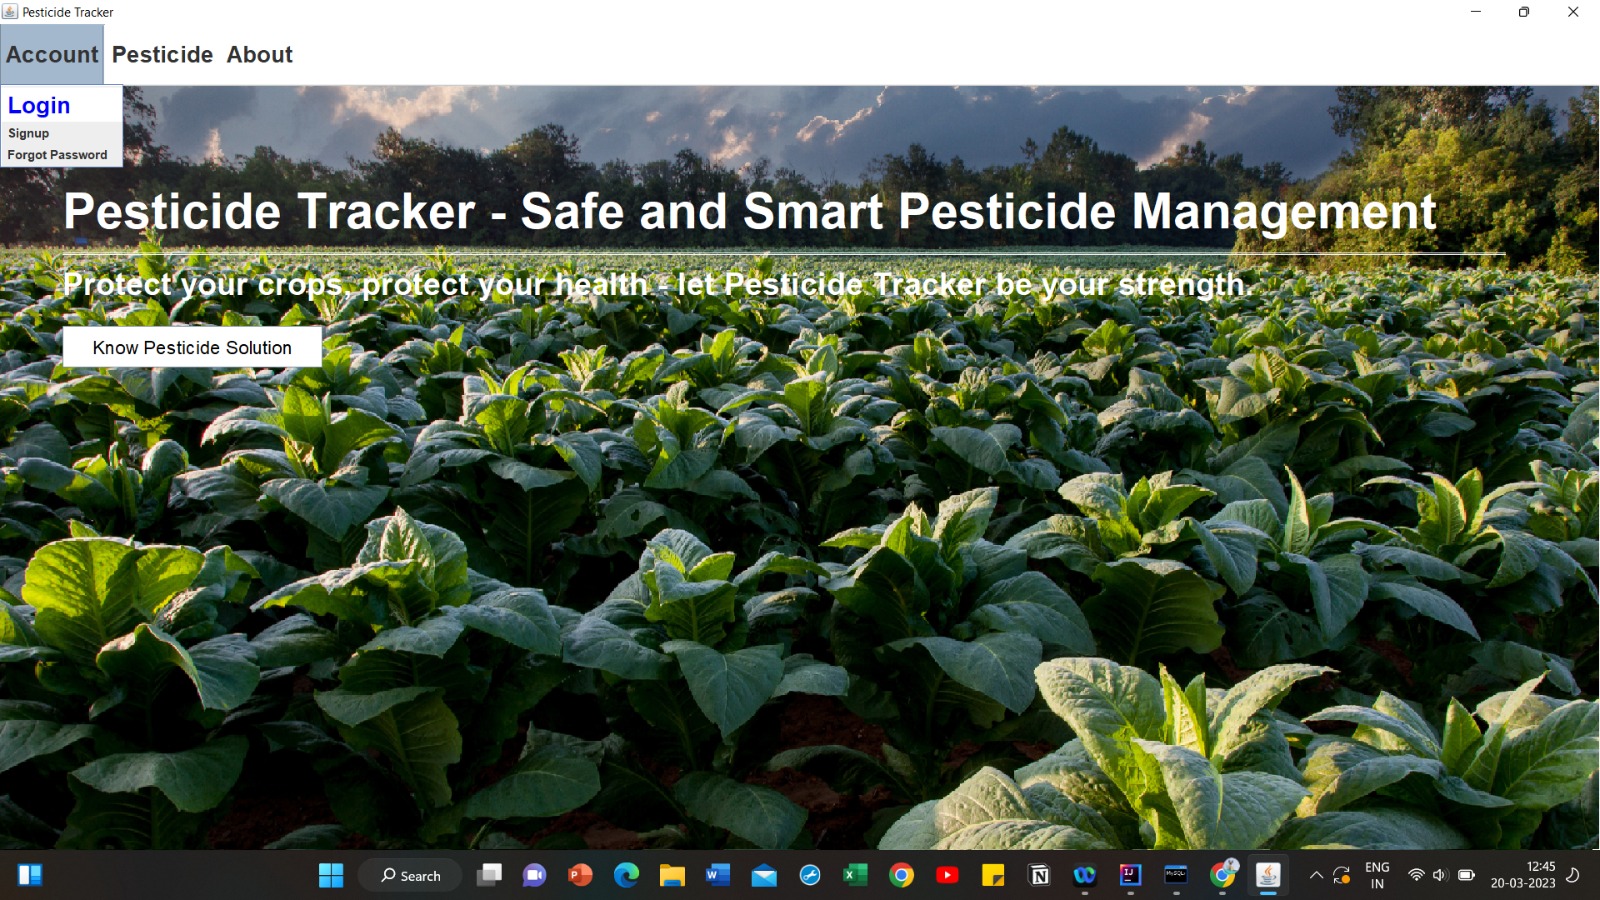 Pesticide Tracker
Account Pesticide About
Login
Signup
Forgot Password
Pesticide Tracker - Safe and Smart Pesticide Management
Protect your crops, protect your health - let Pesticide Tracker be your strength.
Know Pesticide Solution
Search
ENG
IN
12:45
20-03-2023